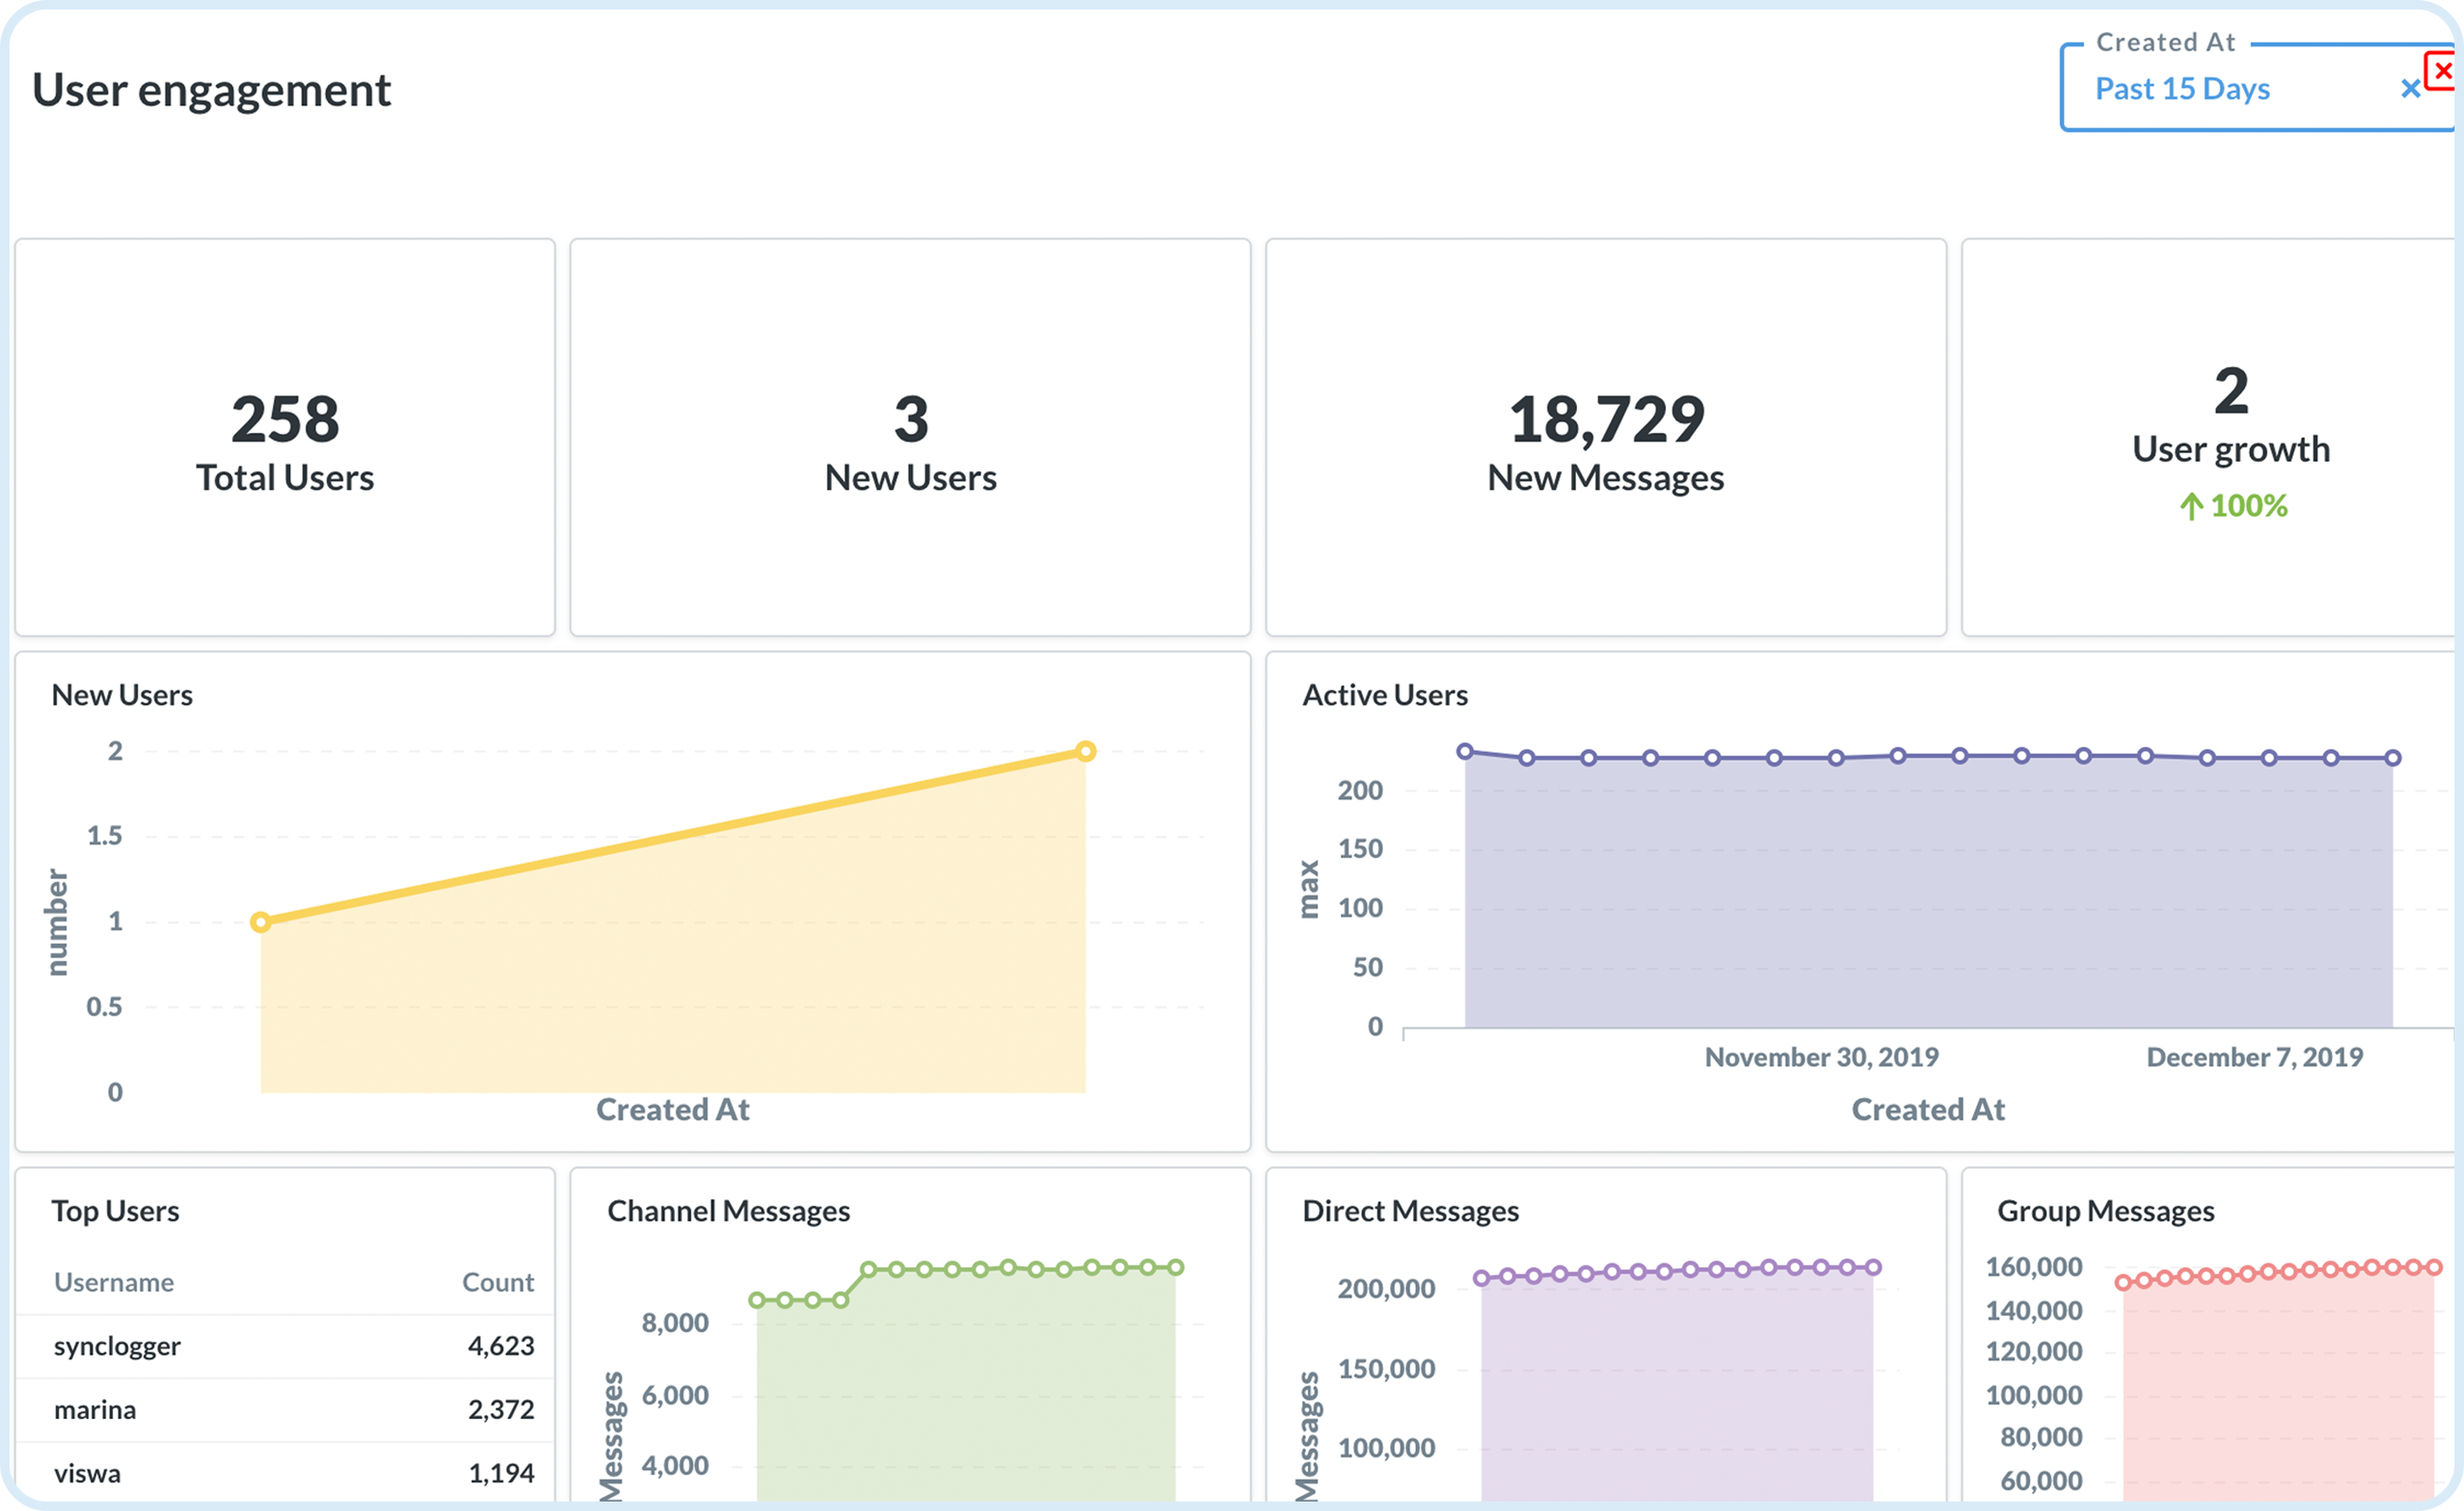 User engagement
Created At
Past 15 Days
258
Total Users
3
New Users
18,729
New Messages
2
User growth
↑ 100%
New Users
2
1.5
1
0.5
0
number
Created At
Active Users
200
150
100
50
0
max
November 30, 2019
December 7, 2019
Created At
Top Users
Username Count
synclogger 4,623
marina 2,372
viswa 1,194
Channel Messages
8,000
6,000
4,000
Messages
Direct Messages
200,000
150,000
100,000
Messages
Group Messages
160,000
140,000
120,000
100,000
80,000
60,000